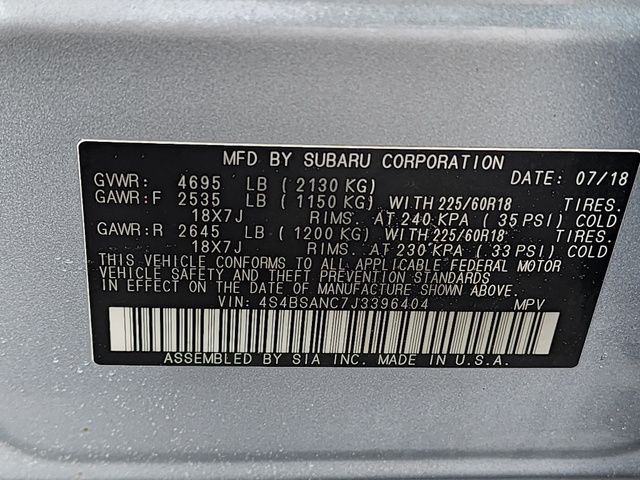 MFD BY SUBARU CORPORATION DATE: 07/18
GVWR: 4695 LB ( 2130 KG)
GAWR: F 2535 LB ( 1150 KG) WITH 225/60R18 TIRES.
18X7J RIMS. AT 240 KPA ( 35 PSI) COLD
GAWR: R 2645 LB ( 1200 KG) WITH 225/60R18 TIRES.
18X7J RIMS. AT 230 KPA ( 33 PSI) COLD
THIS VEHICLE CONFORMS TO ALL APPLICABLE FEDERAL MOTOR
VEHICLE SAFETY AND THEFT PREVENTION STANDARDS
IN EFFECT ON THE DATE OF MANUFACTURE SHOWN ABOVE.
VIN: 4S4BSANC7J3396404 MPV
ASSEMBLED BY SIA INC. MADE IN U.S.A.